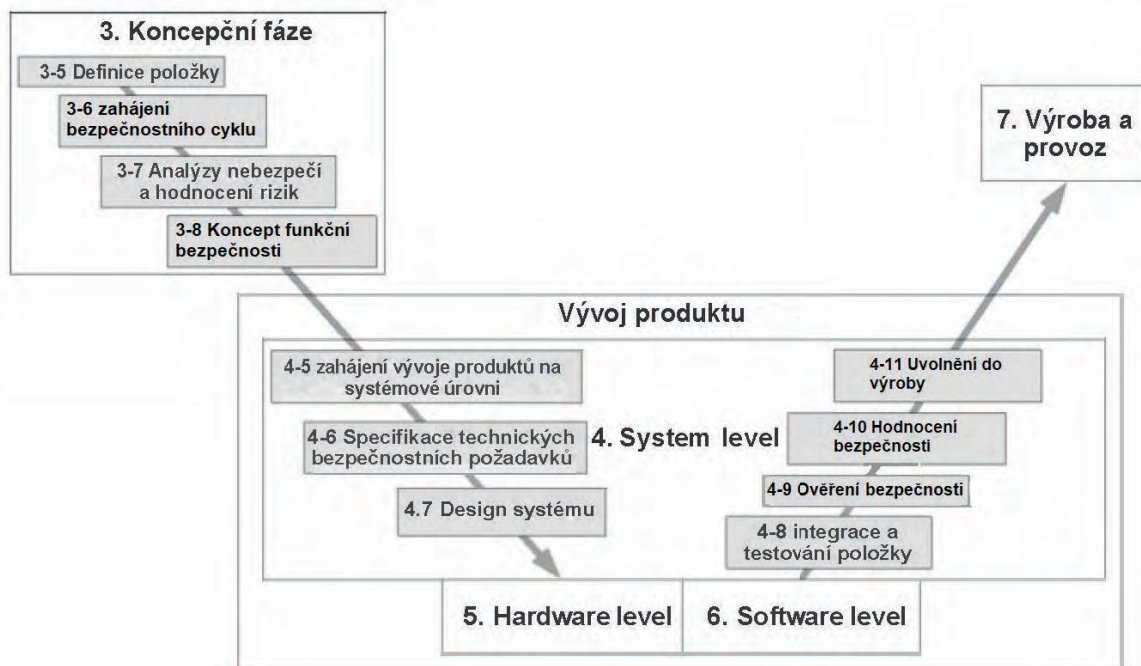 3. Koncepční fáze
3-5 Definice položky
3-6 zahájení
bezpečnostního cyklu
3-7 Analýzy nebezpečí
a hodnocení rizik
3-8 Koncept funkční
bezpečnosti
7. Výroba a
provoz
Vývoj produktu
4-5 zahájení vývoje produktů na
systémové úrovni
4-6 Specifikace technických
bezpečnostních požadavků
4.7 Design systému
4. System level
4-11 Uvolnění do
výroby
4-10 Hodnocení
bezpečnosti
4-9 Ověření bezpečnosti
4-8 integrace a
testování položky
5. Hardware level
6. Software level